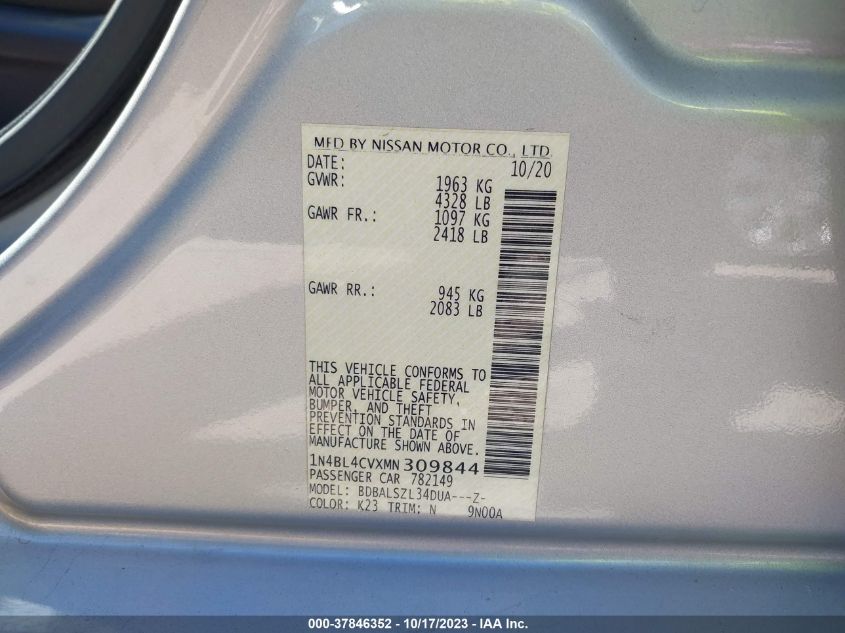 MFD BY NISSAN MOTOR CO., LTD
DATE: 10/20
GVWR: 1963 KG
4328 LB
GAWR FR.: 1097 KG
2418 LB
GAWR RR.: 945 KG
2083 LB
THIS VEHICLE CONFORMS TO
ALL APPLICABLE FEDERAL
MOTOR VEHICLE SAFETY,
BUMPER, AND THEFT
PREVENTION STANDARDS IN
EFFECT ON THE DATE OF
MANUFACTURE SHOWN ABOVE.
1N4BL4CVXMN309844
PASSENGER CAR 782149
MODEL: BDBALSZL34DUA---Z-
COLOR: K23 TRIM: N 9N00A
000-37846352 - 10/17/2023 - IAA Inc.